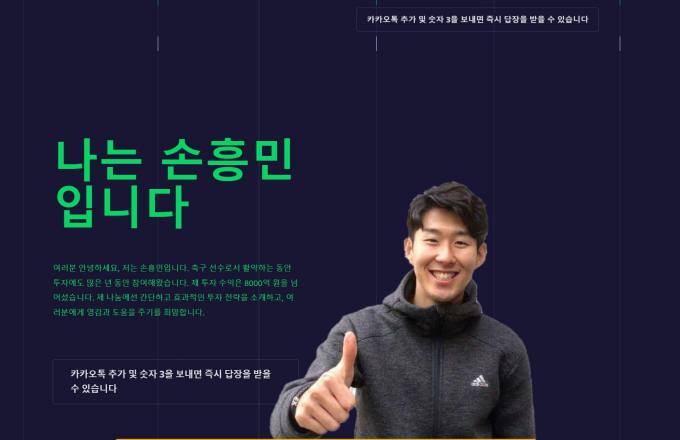 카카오톡 추가 및 숫자 3을 보내면 즉시 답장을 받을 수 있습니다
나는 손흥민
입니다
여러분 안녕하세요, 저는 손흥민입니다. 축구 선수로서 활약하는 동안
투자에도 많은 년 동안 참여해왔습니다. 제 투자 수익은 8000억 원을 넘
어섰습니다. 제 나눔에선 간단하고 효과적인 투자 전략을 소개하고, 여
러분에게 영감과 도움을 주기를 희망합니다.
카카오톡 추가 및 숫자 3을 보내면 즉시 답장을 받을
수 있습니다
adidas